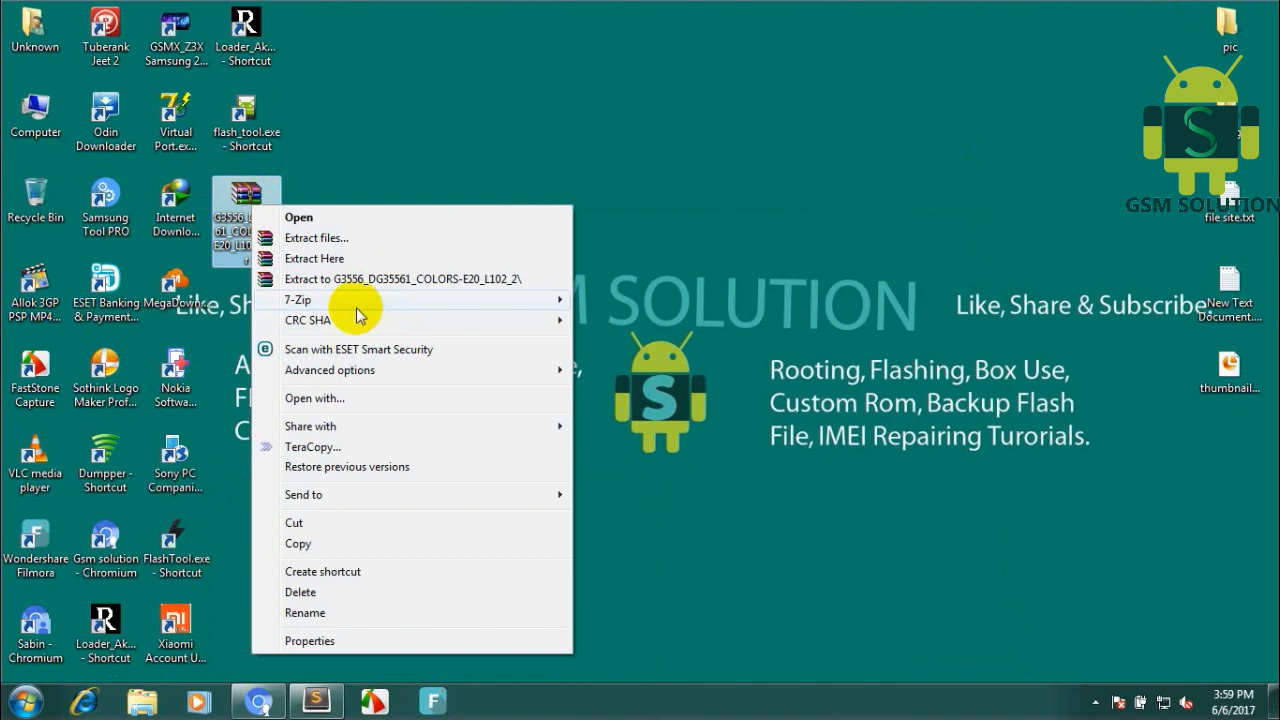 Unknown
Tuberank
Jeet 2
GSMX_Z3X
Samsung 2...
Loader_Ak...
- Shortcut
pic
Computer
Odin
Downloader
Virtual
Port.ex...
flash_tool.exe
- Shortcut
Recycle Bin
Samsung
Tool PRO
Internet
Downlo...
GSM SOLUTION
file site.txt
Open
Extract files...
Extract Here
Extract to G3556_DG35561_COLORS-E20_L102_2\
7-Zip
CRC SHA
Scan with ESET Smart Security
Advanced options
Open with...
Share with
TeraCopy...
Restore previous versions
Send to
Cut
Copy
Create shortcut
Delete
Rename
Properties
Allok 3GP
PSP MP4...
ESET Banking
& Payment...
MegaDown...
SOLUTION
Like, Share & Subscribe.
New Text
Document....
FastStone
Capture
Sothink Logo
Maker Prof...
Nokia
Softwa...
Rooting, Flashing, Box Use,
Custom Rom, Backup Flash
File, IMEI Repairing Turorials.
thumbnail...
VLC media
player
Dumpper -
Shortcut
Sony PC
Compani...
Wondershare
Filmora
Gsm solution
- Chromium
FlashTool.exe
- Shortcut
Sabin -
Chromium
Loader_Ak...
- Shortcut
Xiaomi
Account U...
3:59 PM
6/6/2017